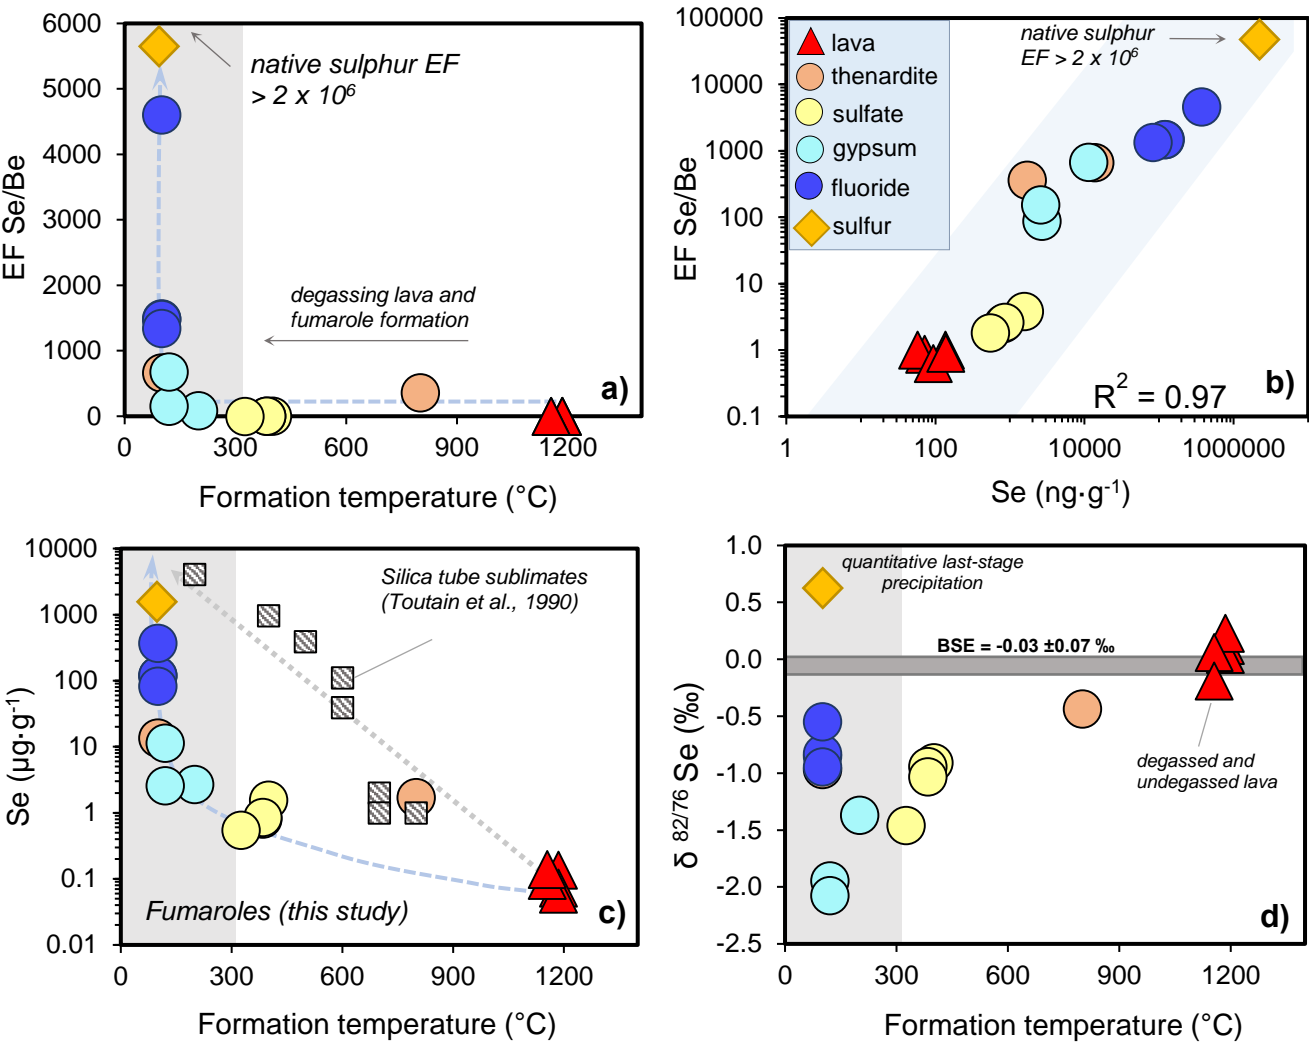 6000
5000
4000
3000
2000
1000
0
EF Se/Be
native sulphur EF
> 2 x 10⁶
degassing lava and
fumarole formation
a)
0 300 600 900 1200
Formation temperature (°C)
100000
10000
1000
100
10
1
0.1
EF Se/Be
lava
thenardite
sulfate
gypsum
fluoride
sulfur
native sulphur
EF > 2 x 10⁶
b)
R² = 0.97
1 100 10000 1000000
Se (ng·g⁻¹)
10000
1000
100
10
1
0.1
0.01
Se (µg·g⁻¹)
Silica tube sublimates
(Toutain et al., 1990)
Fumaroles (this study)
c)
0 300 600 900 1200
Formation temperature (°C)
1.0
0.5
0.0
-0.5
-1.0
-1.5
-2.0
-2.5
δ ⁸²/⁷⁶ Se (‰)
quantitative last-stage
precipitation
BSE = -0.03 ±0.07 ‰
degassed and
undegassed lava
d)
0 300 600 900 1200
Formation temperature (°C)